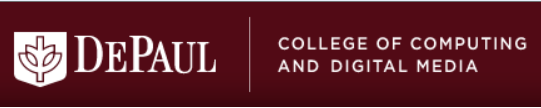 DEPAUL
COLLEGE OF COMPUTING
AND DIGITAL MEDIA